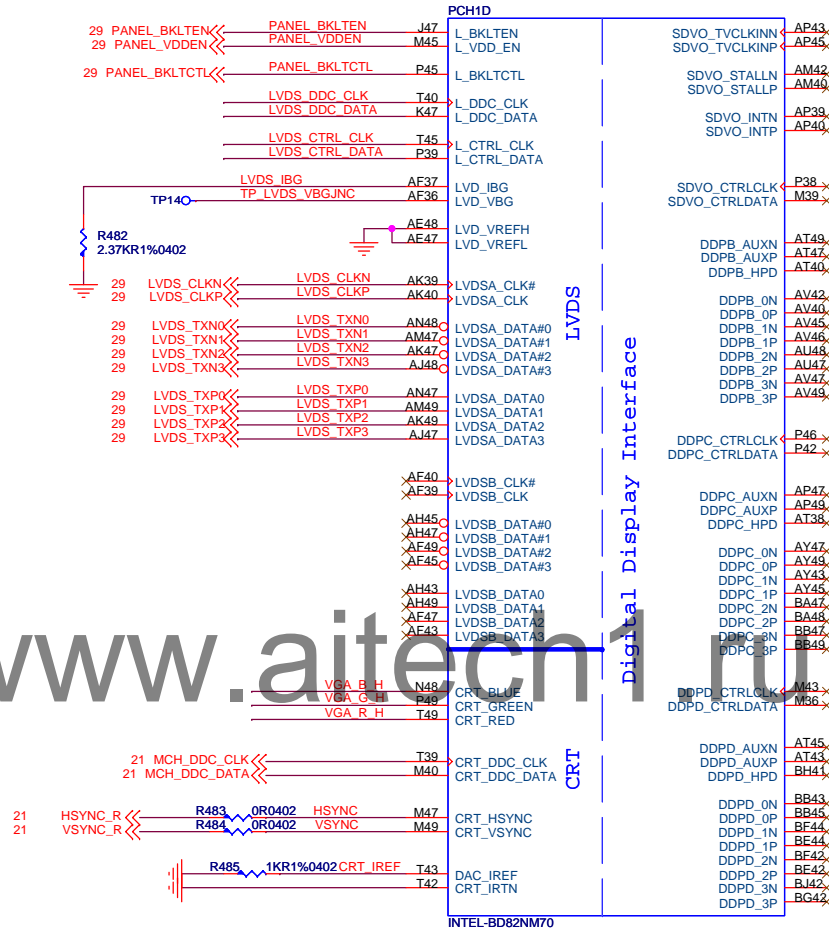 PCH1D
29 PANEL_BKLTEN PANEL_BKLTEN J47 L_BKLTEN SDVO_TVCLKINN AP43
29 PANEL_VDDEN PANEL_VDDEN M45 L_VDD_EN SDVO_TVCLKINP AP45
29 PANEL_BKLTCTL PANEL_BKLTCTL P45 L_BKLTCTL SDVO_STALLN AM42
SDVO_STALLP AM40
LVDS_DDC_CLK T40 L_DDC_CLK
LVDS_DDC_DATA K47 L_DDC_DATA SDVO_INTN AP39
SDVO_INTP AP40
LVDS_CTRL_CLK T45 L_CTRL_CLK
LVDS_CTRL_DATA P39 L_CTRL_DATA
LVDS_IBG AF37 LVD_IBG SDVO_CTRLCLK P38
TP14 TP_LVDS_VBGJNC AF36 LVD_VBG SDVO_CTRLDATA M39
R482
2.37KR1%0402
AE48 LVD_VREFH
AE47 LVD_VREFL DDPB_AUXN AT49
DDPB_AUXP AT47
DDPB_HPD AT40
29 LVDS_CLKN LVDS_CLKN AK39 LVDSA_CLK#
29 LVDS_CLKP LVDS_CLKP AK40 LVDSA_CLK DDPB_0N AV42
DDPB_0P AV40
29 LVDS_TXN0 LVDS_TXN0 AN48 LVDSA_DATA#0 DDPB_1N AV45
29 LVDS_TXN1 LVDS_TXN1 AM47 LVDSA_DATA#1 DDPB_1P AV46
29 LVDS_TXN2 LVDS_TXN2 AK47 LVDSA_DATA#2 DDPB_2N AU48
29 LVDS_TXN3 LVDS_TXN3 AJ48 LVDSA_DATA#3 DDPB_2P AU47
DDPB_3N AV47
DDPB_3P AV49
29 LVDS_TXP0 LVDS_TXP0 AN47 LVDSA_DATA0
29 LVDS_TXP1 LVDS_TXP1 AM49 LVDSA_DATA1
29 LVDS_TXP2 LVDS_TXP2 AK49 LVDSA_DATA2
29 LVDS_TXP3 LVDS_TXP3 AJ47 LVDSA_DATA3 DDPC_CTRLCLK P46
DDPC_CTRLDATA P42
LVDS
Digital Display Interface
AF40 LVDSB_CLK#
AF39 LVDSB_CLK DDPC_AUXN AP47
DDPC_AUXP AP49
DDPC_HPD AT38
AH45 LVDSB_DATA#0
AH47 LVDSB_DATA#1
AF49 LVDSB_DATA#2 DDPC_0N AY47
AF45 LVDSB_DATA#3 DDPC_0P AY49
DDPC_1N AY43
AH43 LVDSB_DATA0 DDPC_1P AY45
AH49 LVDSB_DATA1 DDPC_2N BA47
AF47 LVDSB_DATA2 DDPC_2P BA48
AF43 LVDSB_DATA3 DDPC_3N BB47
DDPC_3P BB49
www.aitech1.ru
VGA_B_H N48 CRT_BLUE DDPD_CTRLCLK M43
VGA_G_H P49 CRT_GREEN DDPD_CTRLDATA M36
VGA_R_H T49 CRT_RED
21 MCH_DDC_CLK T39 CRT_DDC_CLK DDPD_AUXN AT45
21 MCH_DDC_DATA M40 CRT_DDC_DATA DDPD_AUXP AT43
DDPD_HPD BH41
CRT
21 HSYNC_R R483 0R0402 HSYNC M47 CRT_HSYNC DDPD_0N BB43
21 VSYNC_R R484 0R0402 VSYNC M49 CRT_VSYNC DDPD_0P BB45
DDPD_1N BF44
DDPD_1P BE44
R485 1KR1%0402 CRT_IREF T43 DAC_IREF DDPD_2N BF42
T42 CRT_IRTN DDPD_2P BE42
DDPD_3N BJ42
DDPD_3P BG42
INTEL-BD82NM70